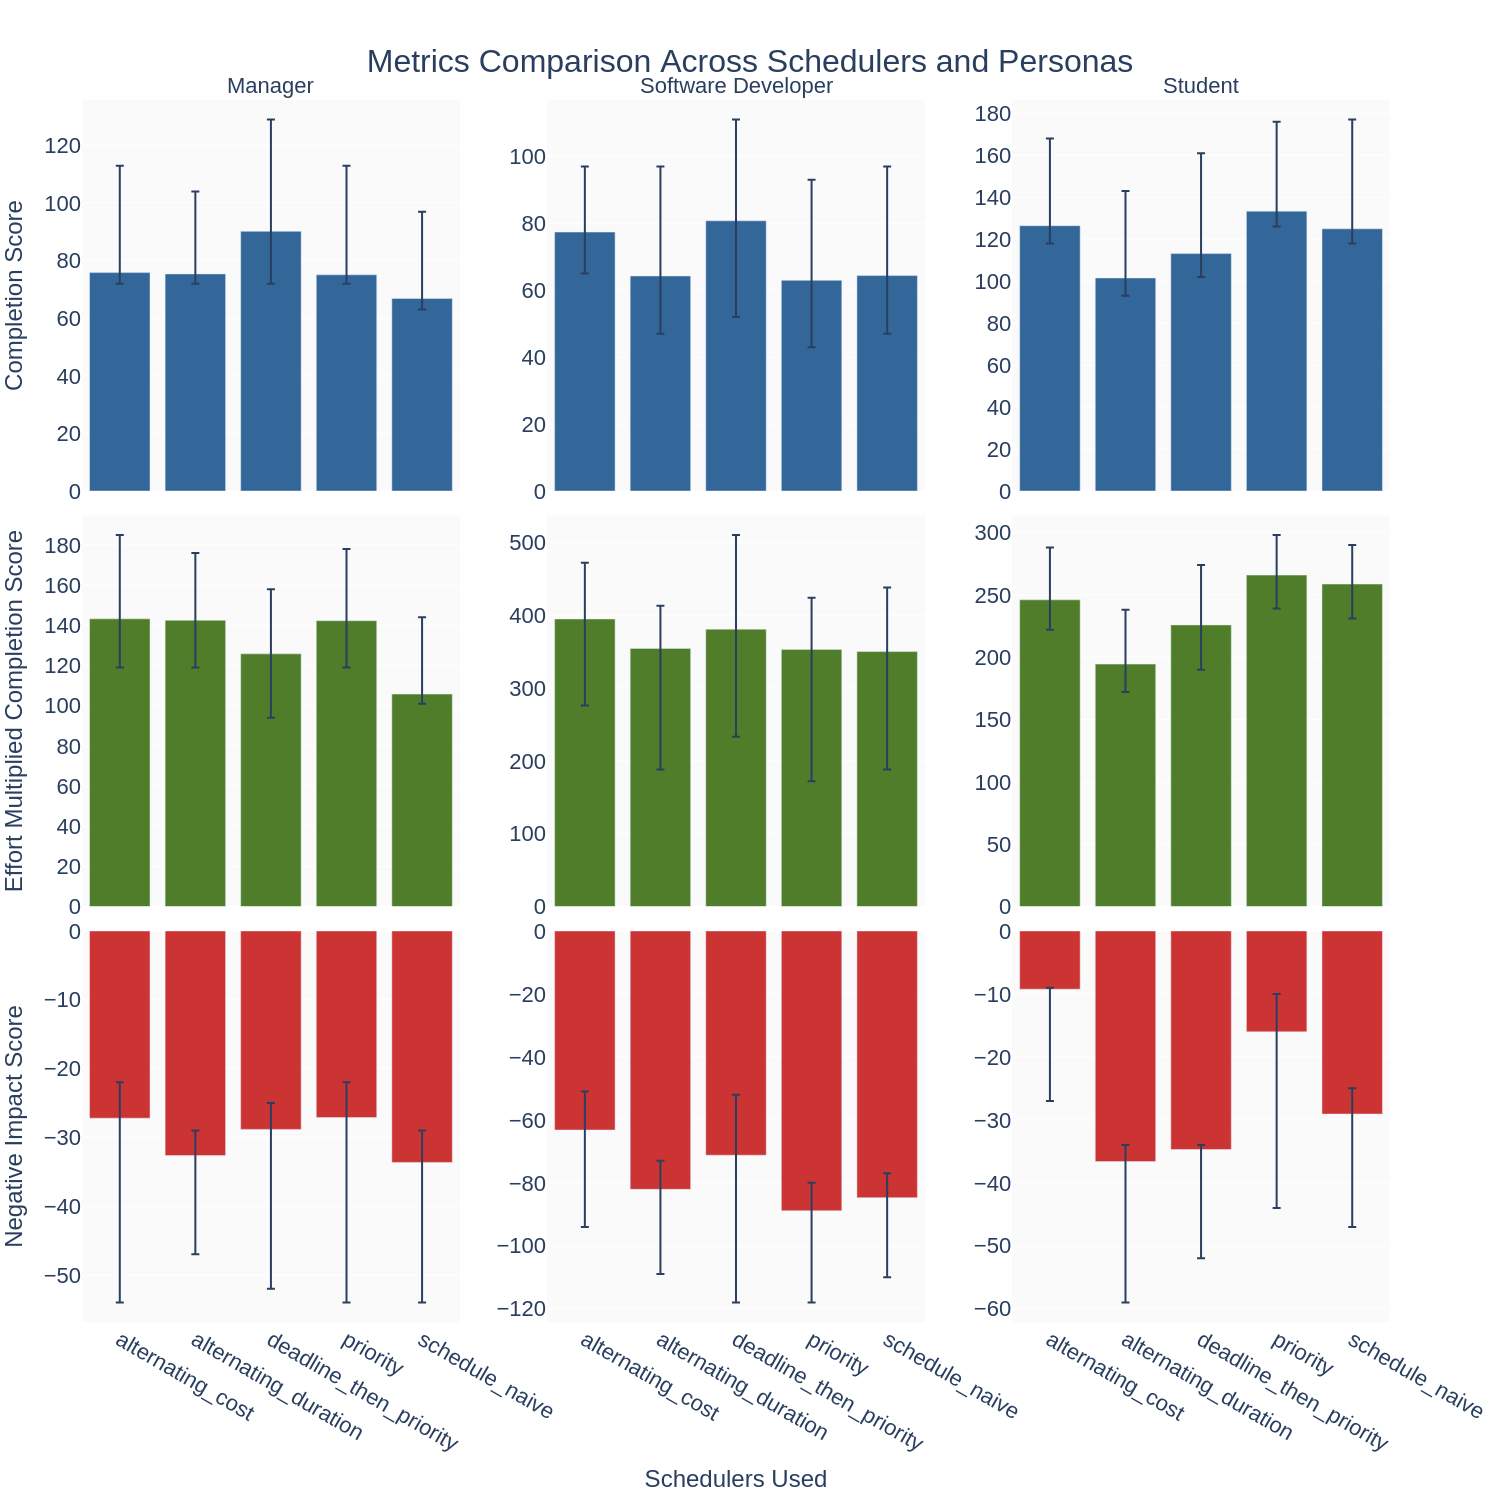 Metrics Comparison Across Schedulers and Personas
Manager
Software Developer
Student
Completion Score
120
100
80
60
40
20
0
100
80
60
40
20
0
180
160
140
120
100
80
60
40
20
0
Effort Multiplied Completion Score
180
160
140
120
100
80
60
40
20
0
500
400
300
200
100
0
300
250
200
150
100
50
0
Negative Impact Score
0
−10
−20
−30
−40
−50
0
−20
−40
−60
−80
−100
−120
0
−10
−20
−30
−40
−50
−60
alternating_cost
alternating_duration
deadline_then_priority
priority
schedule_naive
alternating_cost
alternating_duration
deadline_then_priority
priority
schedule_naive
alternating_cost
alternating_duration
deadline_then_priority
priority
schedule_naive
Schedulers Used